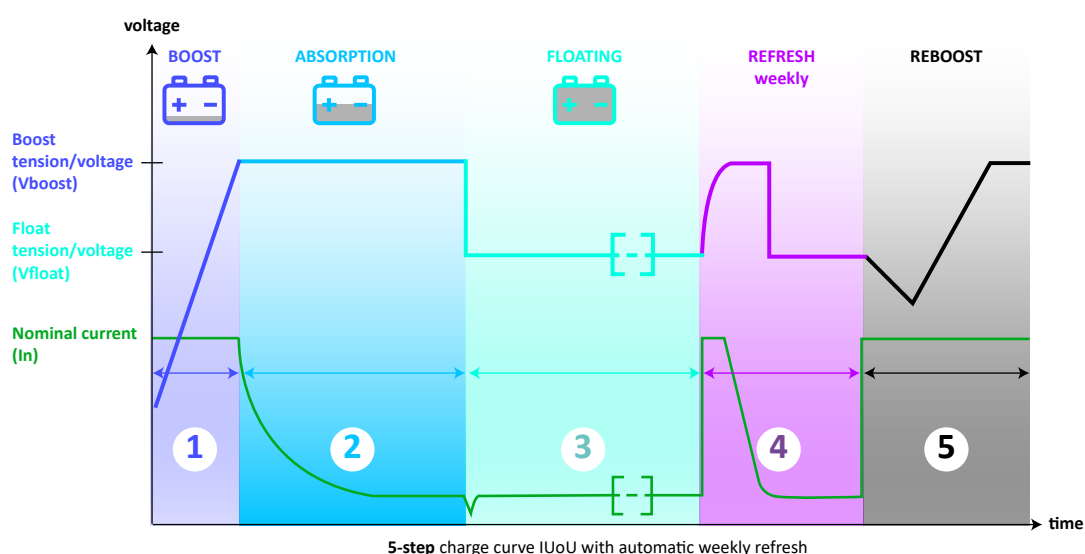 voltage
BOOST
ABSORPTION
FLOATING
REFRESH
weekly
REBOOST
+ -
+ -
+ -
Boost
tension/voltage
(Vboost)
Float
tension/voltage
(Vfloat)
Nominal current
(In)
1
2
3
4
5
time
5-step charge curve IUoU with automatic weekly refresh